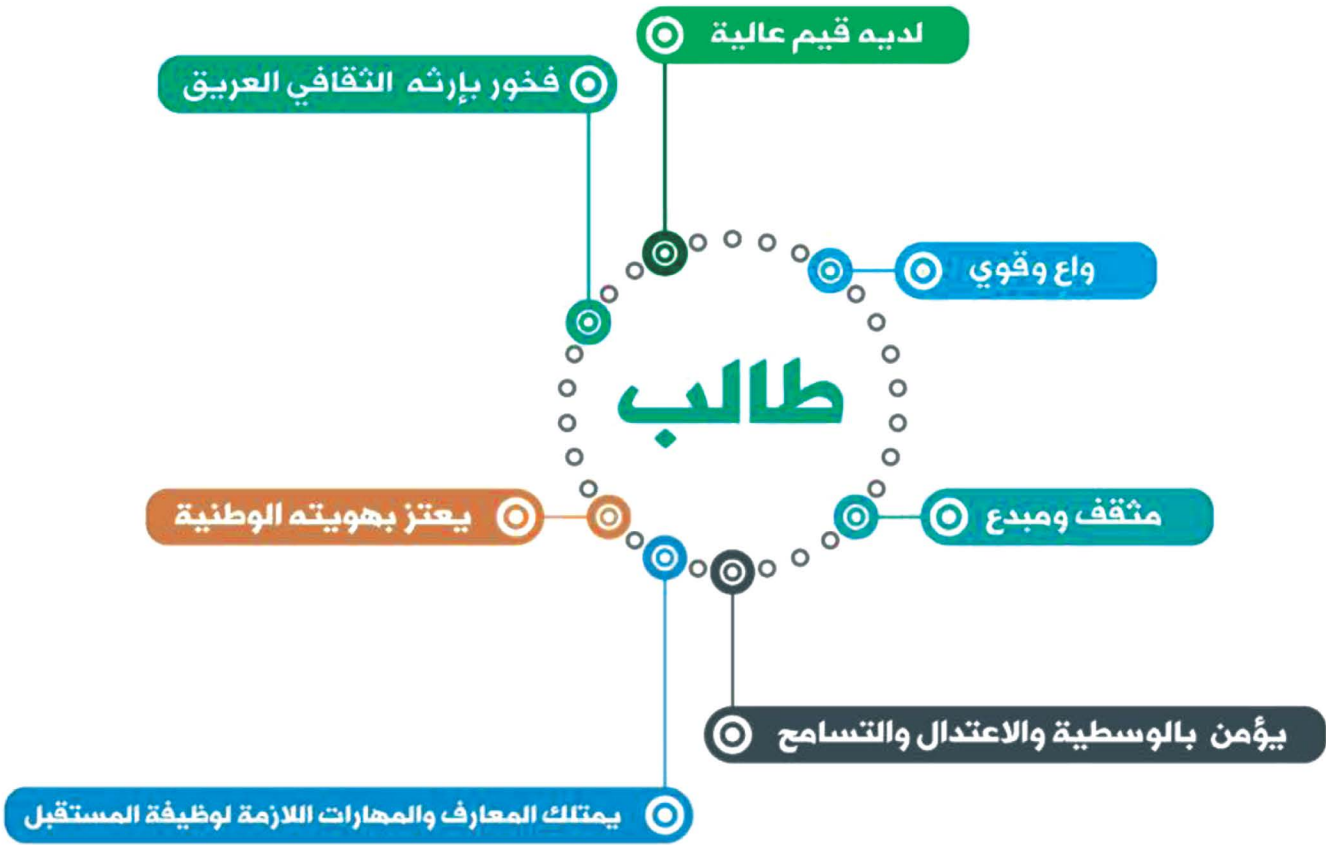 لديه قيم عالية
فخور بإرثه الثقافي العريق
واع وقوي
طالب
يعتز بهويته الوطنية
مثقف ومبدع
يؤمن بالوسطية والاعتدال والتسامح
يمتلك المعارف والمهارات اللازمة لوظيفة المستقبل